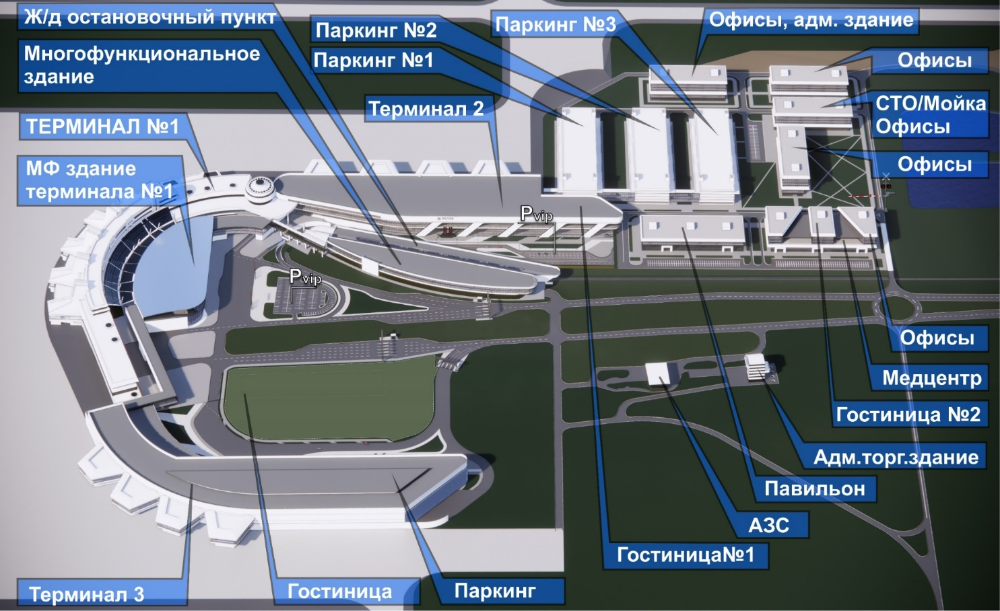 Ж/д остановочный пункт
Многофункциональное
здание
ТЕРМИНАЛ №1
МФ здание
терминала №1
Паркинг №2
Паркинг №1
Терминал 2
Паркинг №3
Офисы, адм. здание
Офисы
СТО/Мойка
Офисы
Офисы
Pvip
Pvip
Офисы
Медцентр
Гостиница №2
Адм.торг.здание
Павильон
АЗС
Гостиница№1
Терминал 3
Гостиница
Паркинг